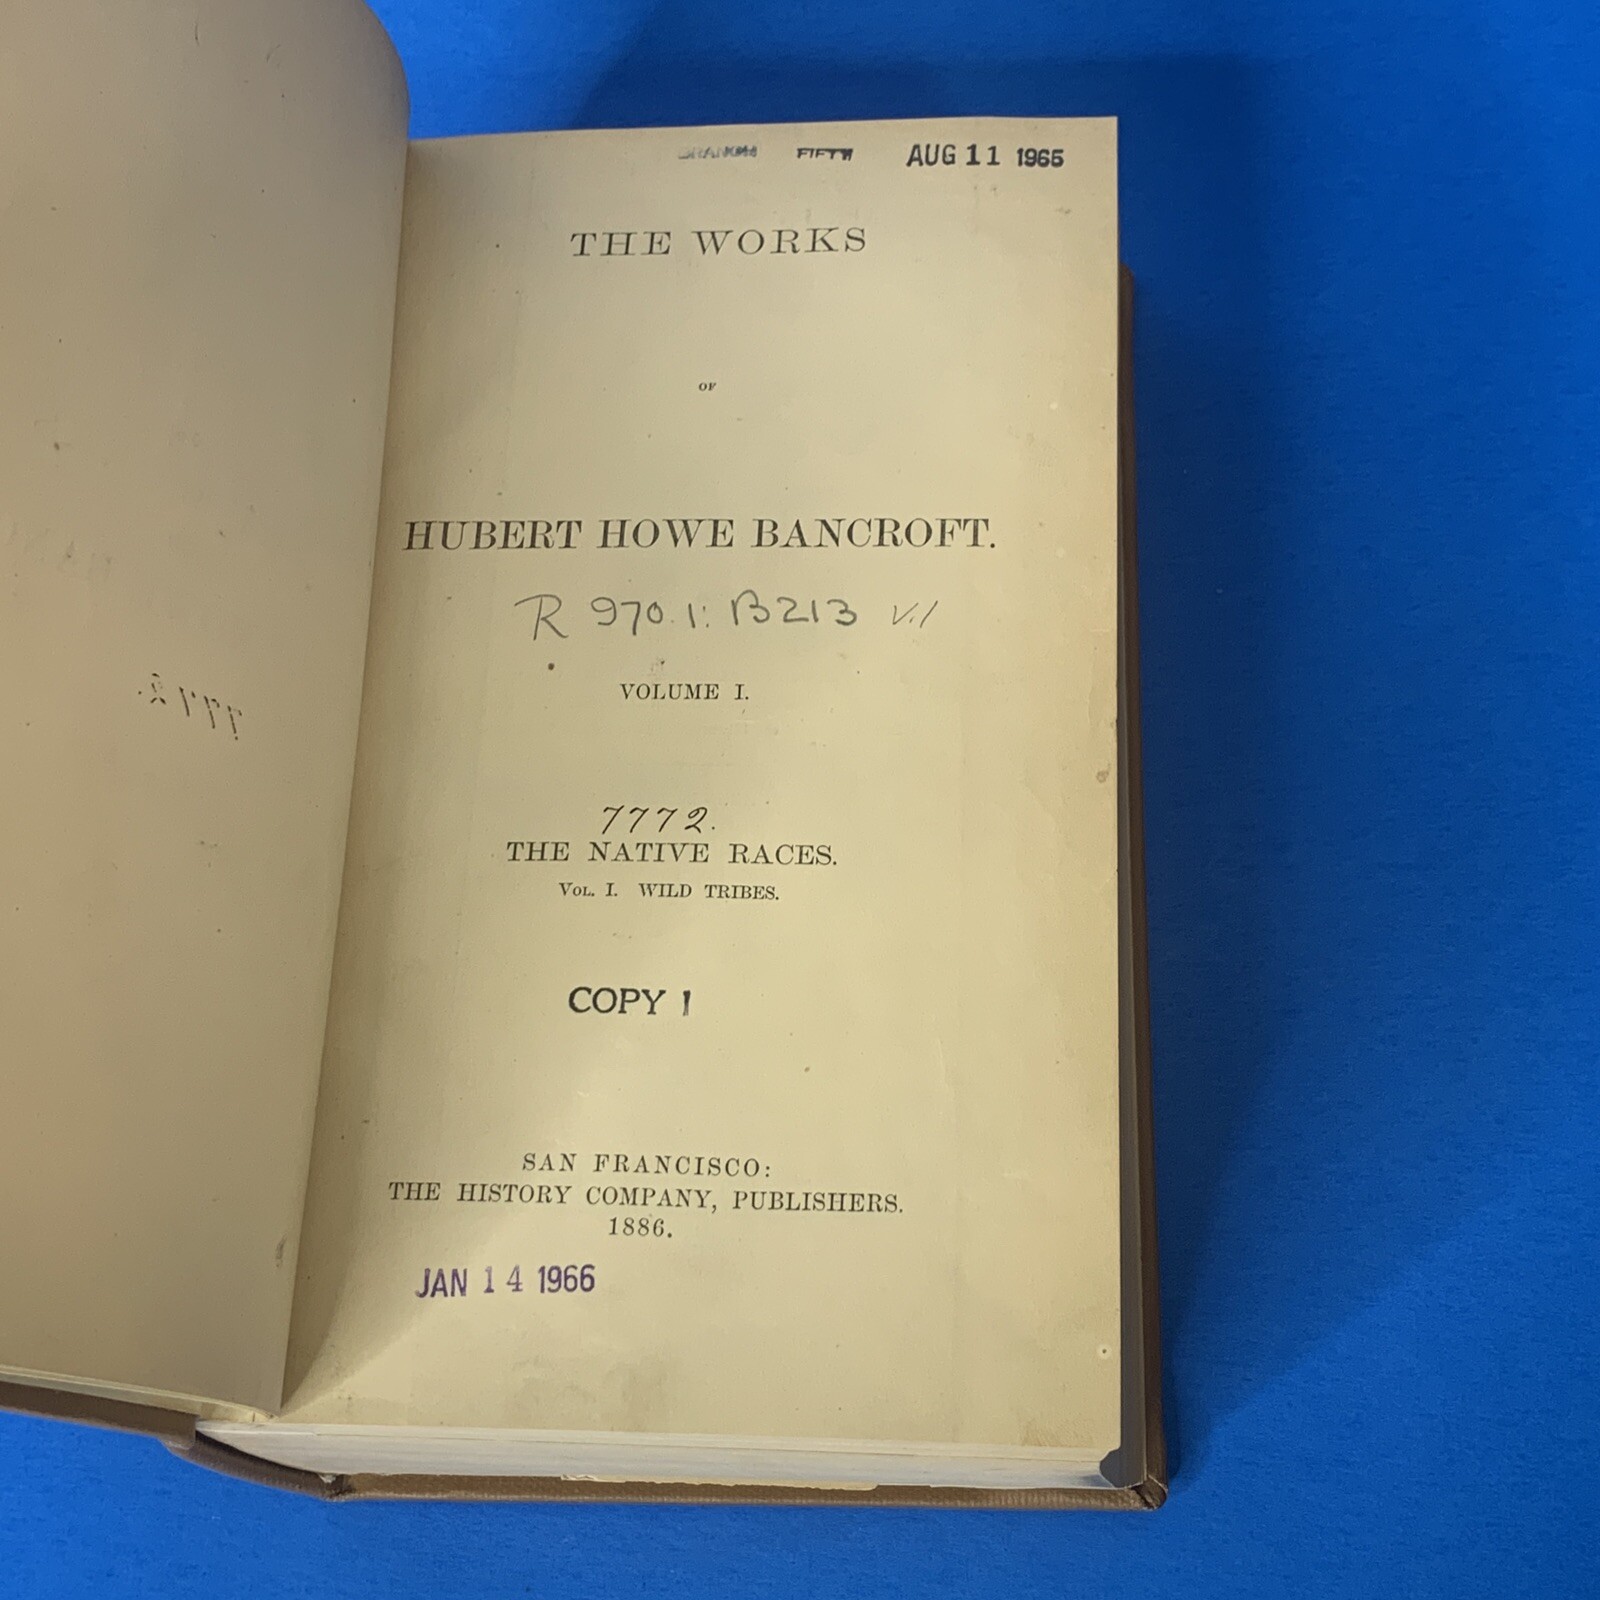 FIFTH AUG 11 1965
THE WORKS
OF
HUBERT HOWE BANCROFT.
R 970.1: B213 v.1
VOLUME I.
7772.
THE NATIVE RACES.
VOL. I. WILD TRIBES.
COPY 1
SAN FRANCISCO:
THE HISTORY COMPANY, PUBLISHERS.
1886.
JAN 14 1966